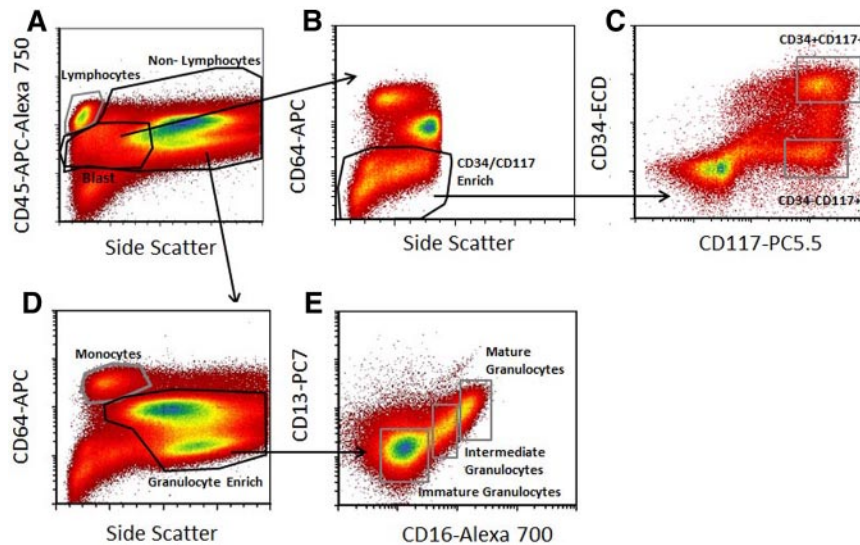 A
CD45-APC-Alexa 750
Lymphocytes
Non- Lymphocytes
Blast
Side Scatter
B
CD64-APC
CD34/CD117
Enrich
Side Scatter
C
CD34-ECD
CD34+CD117-
CD34-CD117+
CD117-PC5.5
D
CD64-APC
Monocytes
Granulocyte Enrich
Side Scatter
E
CD13-PC7
Mature
Granulocytes
Intermediate
Granulocytes
Immature Granulocytes
CD16-Alexa 700